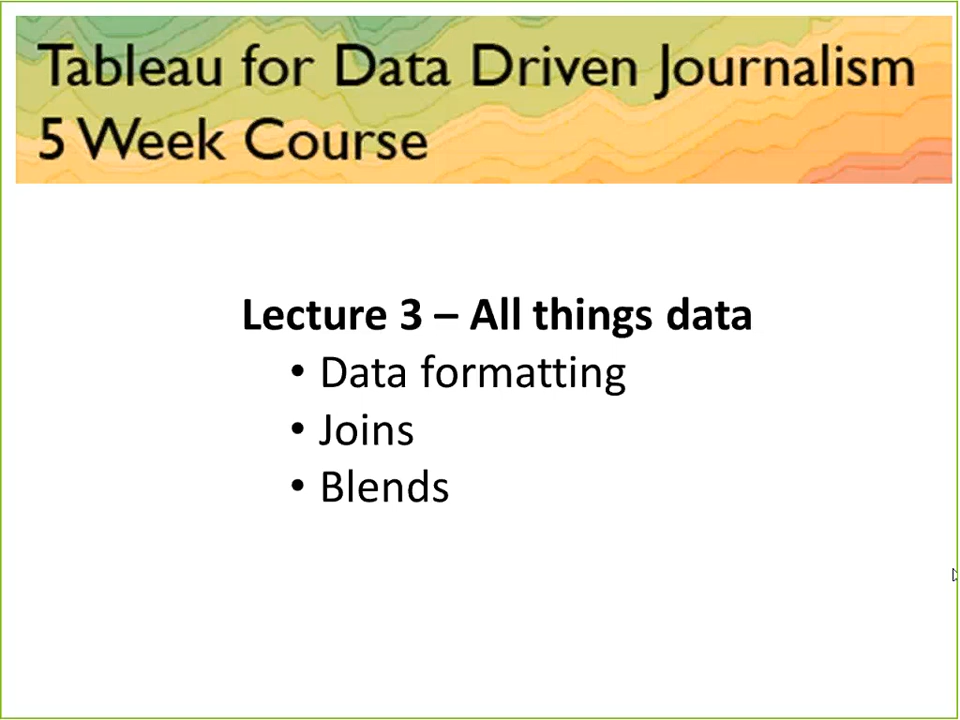 Tableau for Data Driven Journalism
5 Week Course
Lecture 3 – All things data
• Data formatting
• Joins
• Blends